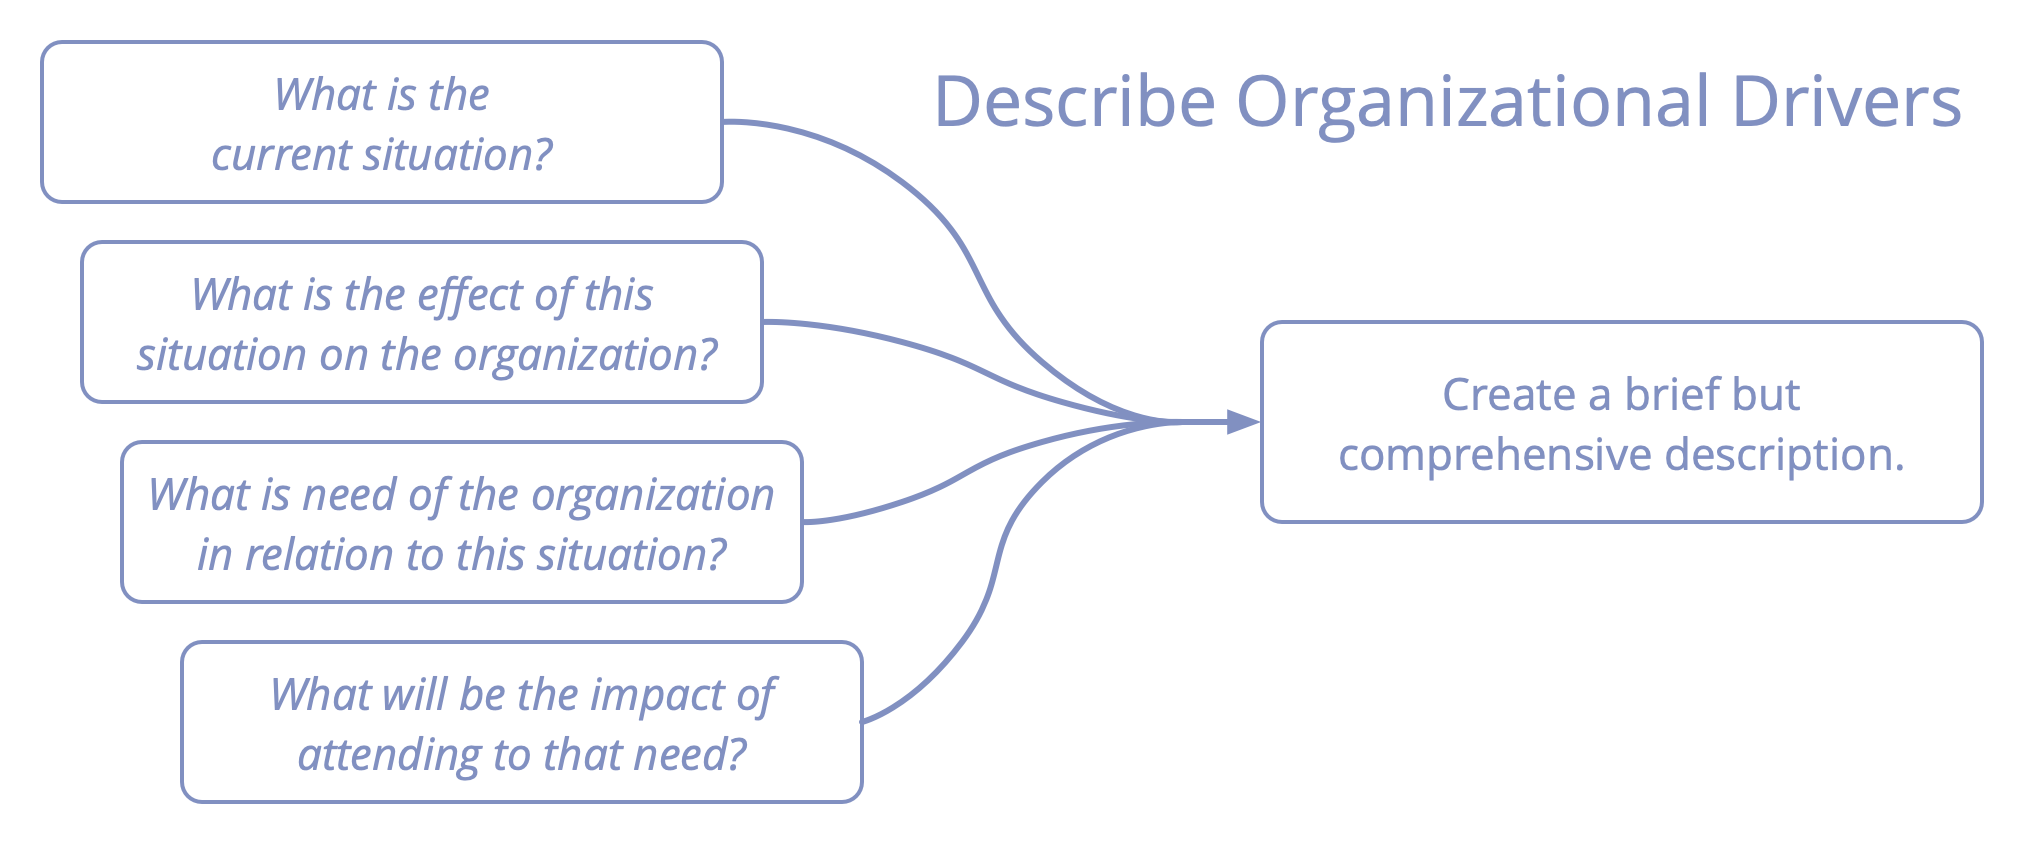 Describe Organizational Drivers
What is the
current situation?
What is the effect of this
situation on the organization?
What is need of the organization
in relation to this situation?
What will be the impact of
attending to that need?
Create a brief but
comprehensive description.